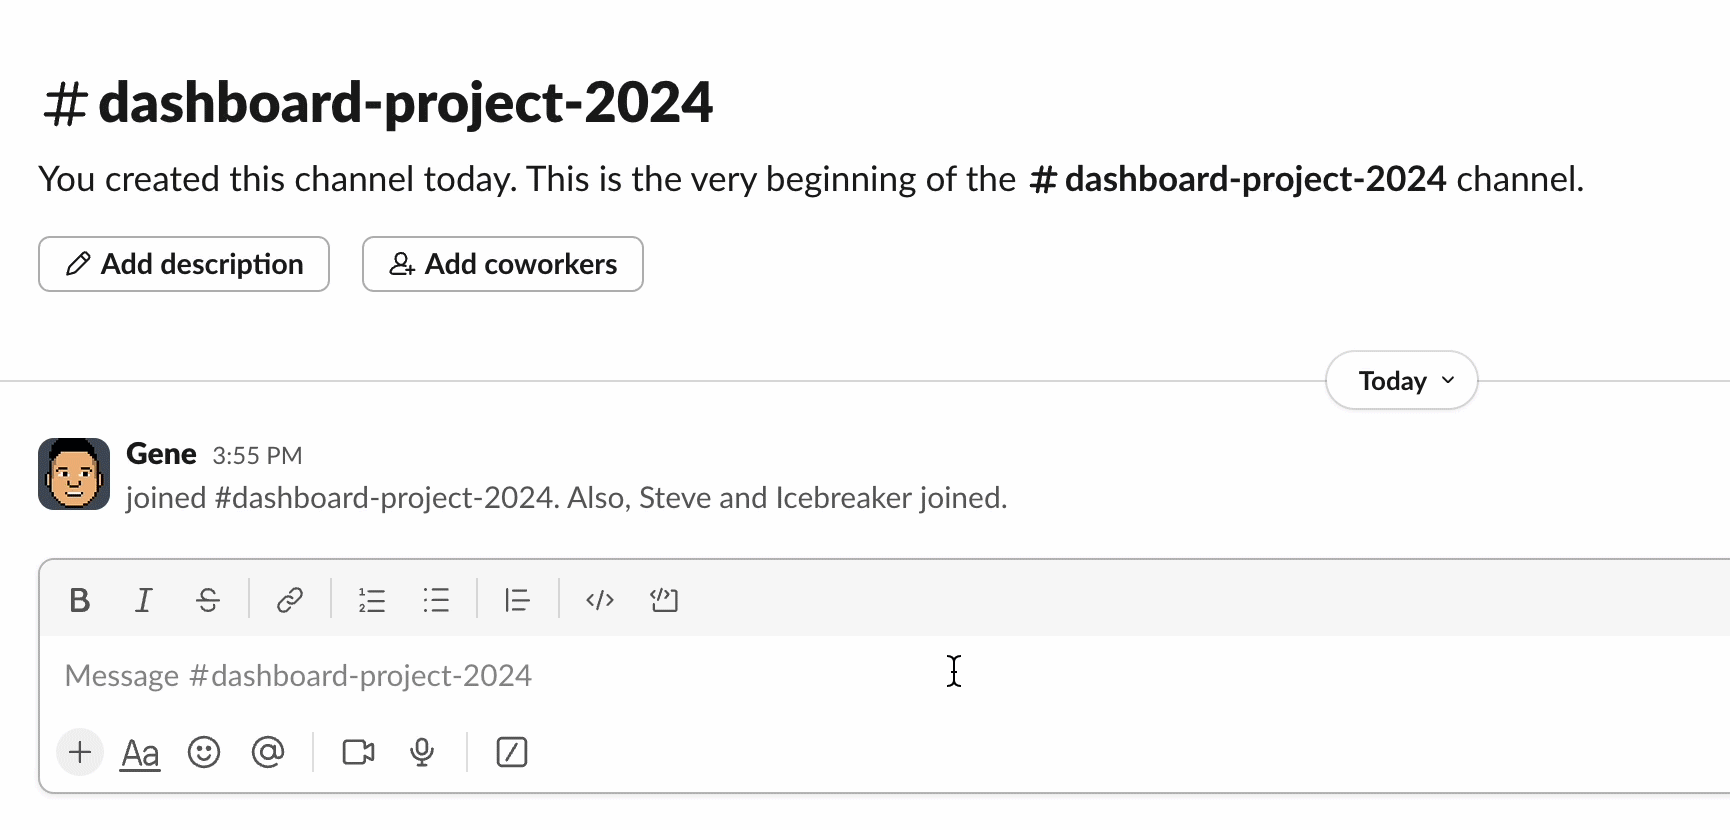 # dashboard-project-2024
You created this channel today. This is the very beginning of the # dashboard-project-2024 channel.
Add description Add coworkers
Today
Gene 3:55 PM
joined #dashboard-project-2024. Also, Steve and Icebreaker joined.
B I S
Message #dashboard-project-2024
Aa